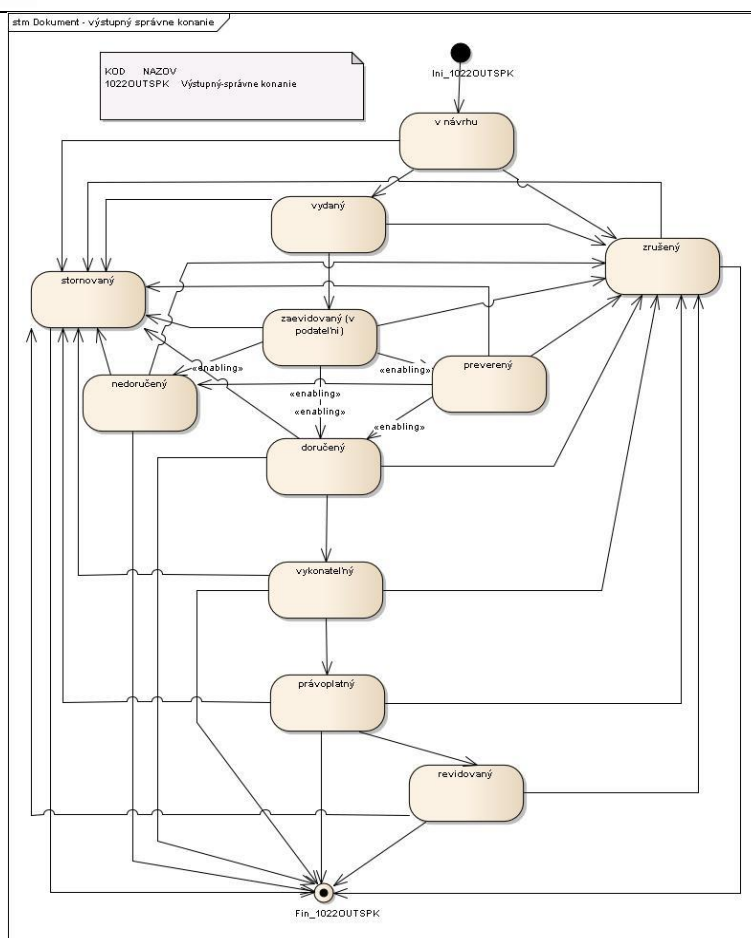 stm Dokument - výstupný správne konanie
KOD NAZOV
1022OUTSPK Výstupný-správne konanie
Ini_1022OUTSPK
v návrhu
vydaný
zrušený
stornovaný
zaevidovaný (v
podateľni)
preverený
«enabling»
«enabling»
nedoručený
«enabling»
«enabling»
«enabling»
doručený
vykonateľný
právoplatný
revidovaný
Fin_1022OUTSPK